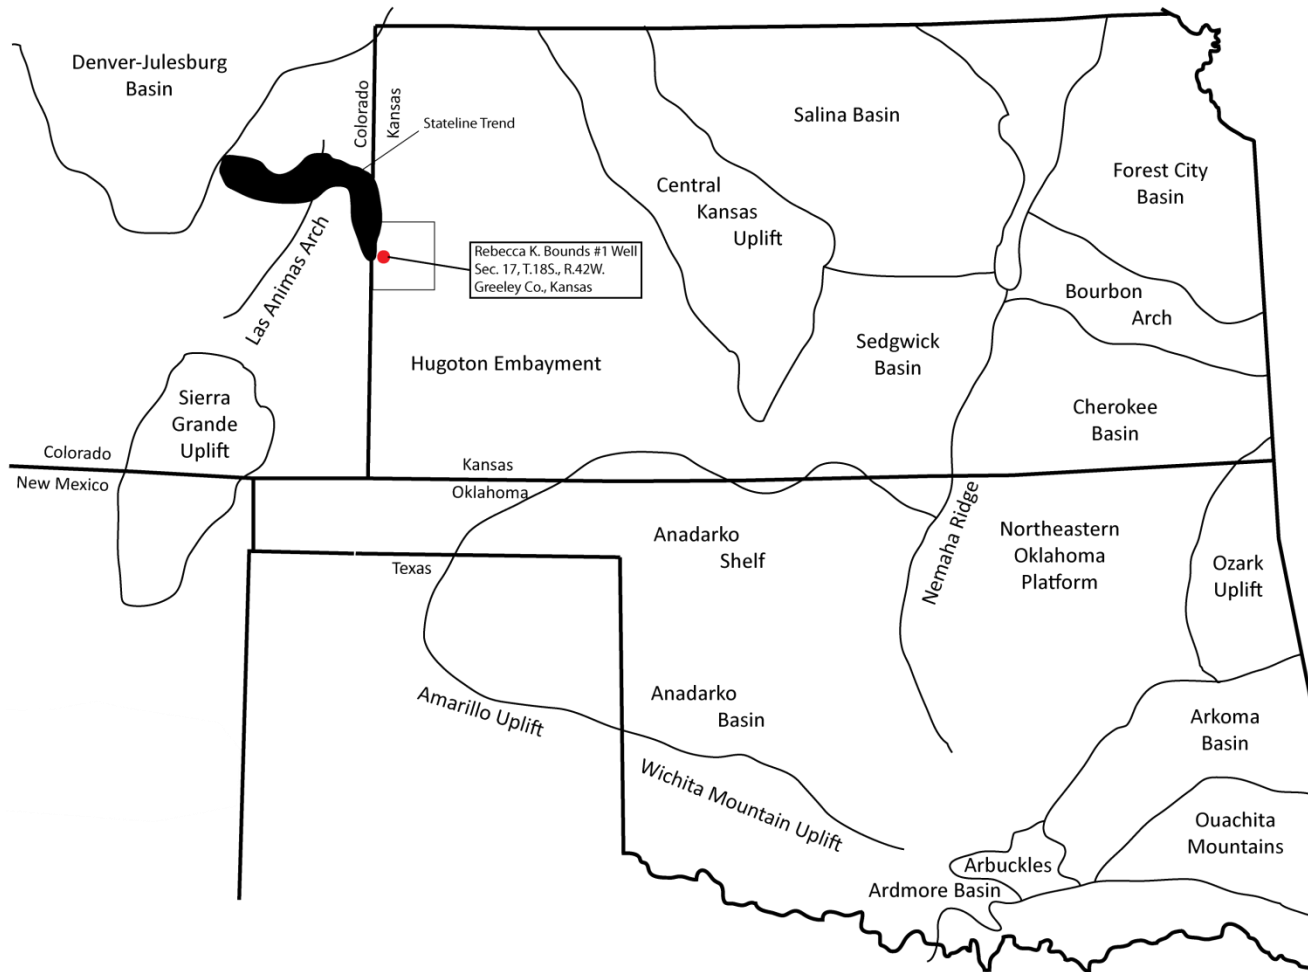 Denver-Julesburg
Basin
Colorado
Kansas
Stateline Trend
Salina Basin
Forest City
Basin
Central
Kansas
Uplift
Rebecca K. Bounds #1 Well
Sec. 17, T.18S., R.42W.
Greeley Co., Kansas
Las Animas Arch
Bourbon
Arch
Sedgwick
Basin
Hugoton Embayment
Sierra
Grande
Uplift
Cherokee
Basin
Colorado
New Mexico
Kansas
Oklahoma
Anadarko
Shelf
Nemaha Ridge
Northeastern
Oklahoma
Platform
Ozark
Uplift
Texas
Amarillo Uplift
Anadarko
Basin
Wichita Mountain Uplift
Arkoma
Basin
Ouachita
Mountains
Arbuckles
Ardmore Basin